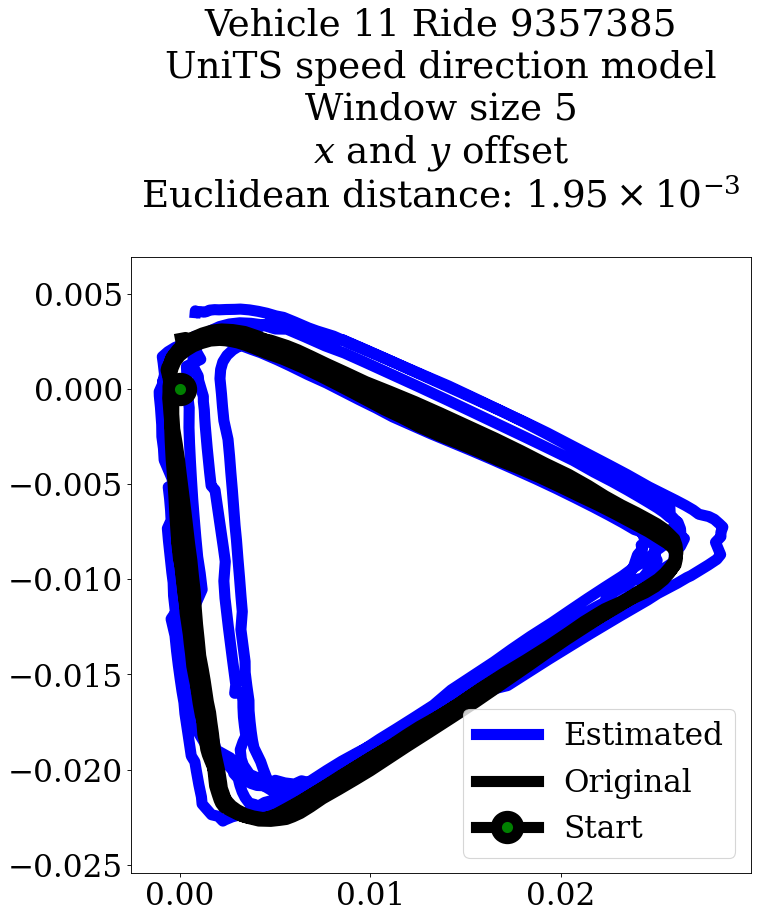 Vehicle 11 Ride 9357385
UniTS speed direction model
Window size 5
x and y offset
Euclidean distance: 1.95 × 10⁻³
0.005
0.000
−0.005
−0.010
−0.015
−0.020
−0.025
Estimated
Original
Start
0.00 0.01 0.02